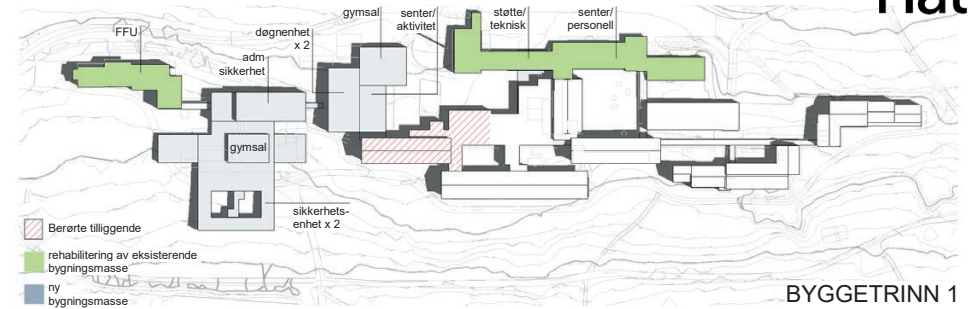 gymsal
senter/
aktivitet
støtte/
teknisk
senter/
personell
FFU
døgnenhet
x 2
adm
sikkerhet
gymsal
sikkerhets-
enhet x 2
Berørte tilliggende
rehabilitering av eksisterende
bygningsmasse
ny
bygningsmasse
BYGGETRINN 1